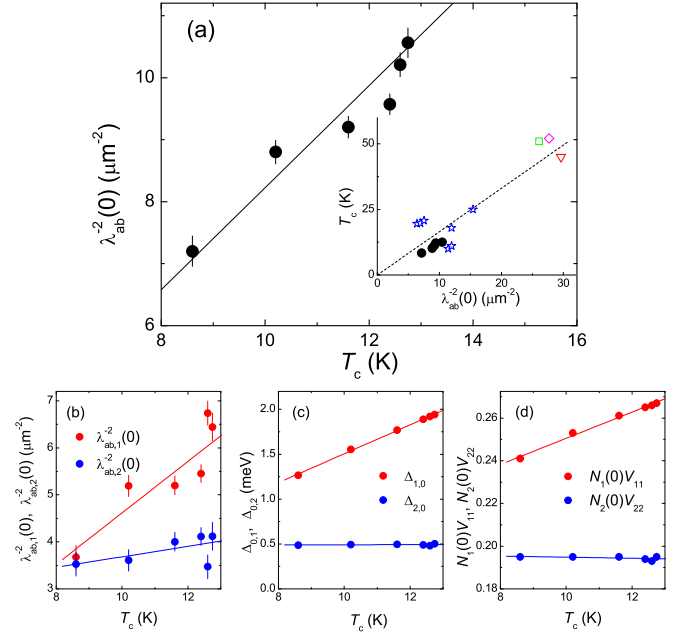 (a)
10
8
6
8
10
12
14
16
λ_ab^-2(0) (μm^-2)
T_c (K)
50
25
0
0
10
20
30
T_c (K)
λ_ab^-2(0) (μm^-2)
(b)
λ_ab,1^-2(0)
λ_ab,2^-2(0)
7
6
5
4
3
8
10
12
λ_ab,1^-2(0), λ_ab,2^-2(0) (μm^-2)
T_c (K)
(c)
Δ_1,0
Δ_2,0
2.0
1.5
1.0
0.5
0.0
8
10
12
Δ_0,1, Δ_0,2 (meV)
T_c (K)
(d)
N_1(0)V_11
N_2(0)V_22
0.26
0.24
0.22
0.20
0.18
8
10
12
N_1(0)V_11, N_2(0)V_22
T_c (K)